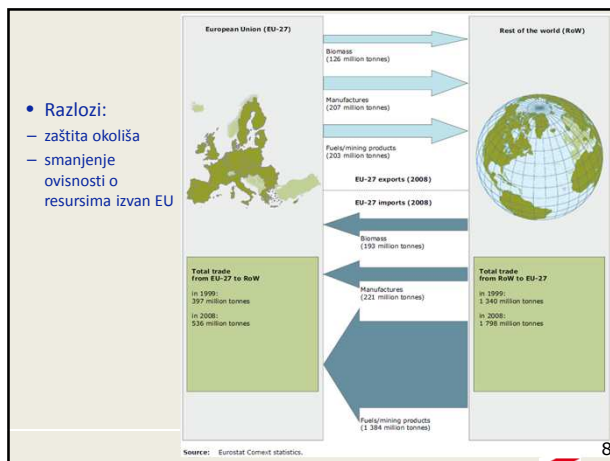 • Razlozi:
– zaštita okoliša
– smanjenje
ovisnosti o
resursima izvan EU
European Union (EU-27)
Rest of the world (RoW)
Biomass
(126 million tonnes)
Manufactures
(207 million tonnes)
Fuels/mining products
(203 million tonnes)
EU-27 exports (2008)
EU-27 imports (2008)
Biomass
(193 million tonnes)
Manufactures
(221 million tonnes)
Fuels/mining products
(1 384 million tonnes)
Total trade
from EU-27 to RoW
in 1999:
397 million tonnes
in 2008:
536 million tonnes
Total trade
from RoW to EU-27
in 1999:
1 340 million tonnes
in 2008:
1 798 million tonnes
Source: Eurostat Comext statistics.
8